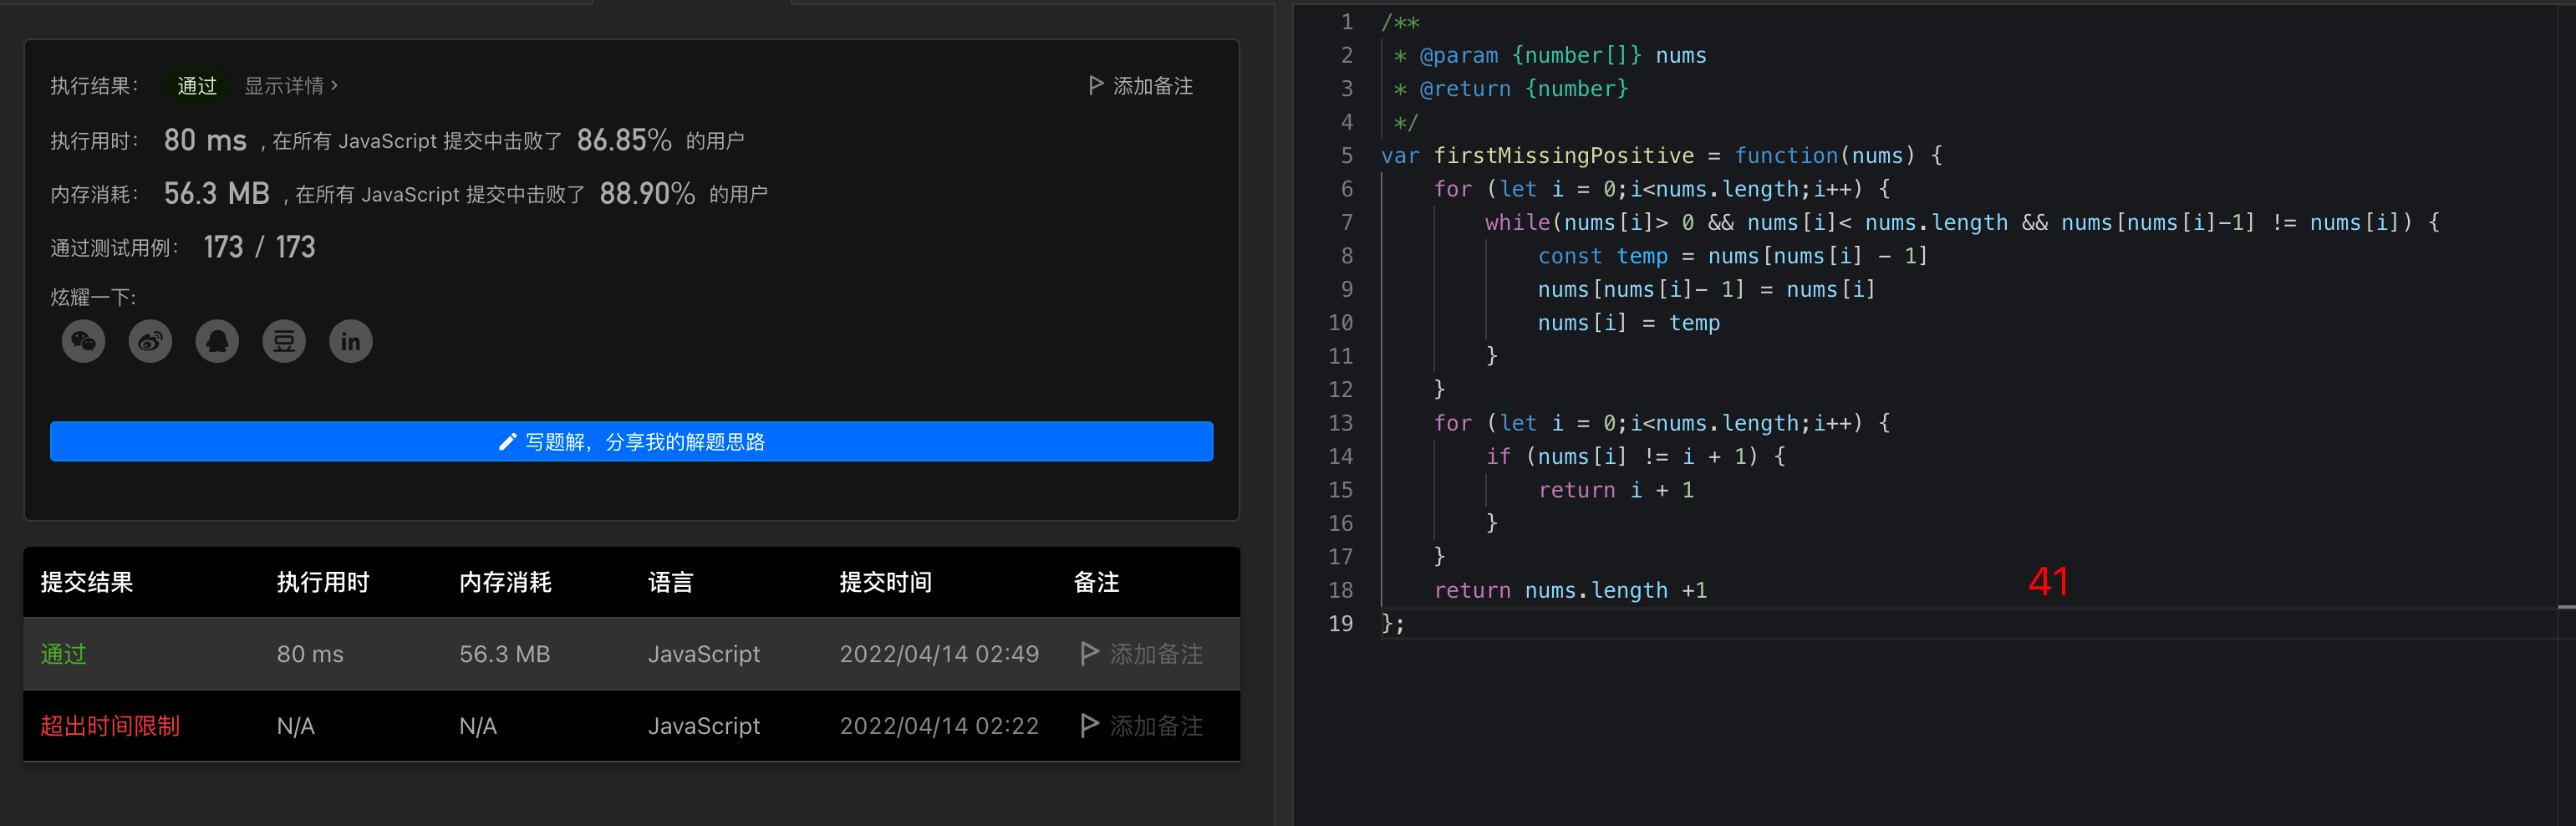 执行结果： 通过 显示详情 › 添加备注
执行用时： 80 ms , 在所有 JavaScript 提交中击败了 86.85% 的用户
内存消耗： 56.3 MB , 在所有 JavaScript 提交中击败了 88.90% 的用户
通过测试用例： 173 / 173
炫耀一下:
in
写题解，分享我的解题思路
提交结果 执行用时 内存消耗 语言 提交时间 备注
通过 80 ms 56.3 MB JavaScript 2022/04/14 02:49 添加备注
超出时间限制 N/A N/A JavaScript 2022/04/14 02:22 添加备注
1 /**
2  * @param {number[]} nums
3  * @return {number}
4  */
5 var firstMissingPositive = function(nums) {
6     for (let i = 0;i<nums.length;i++) {
7         while(nums[i]> 0 && nums[i]< nums.length && nums[nums[i]-1] != nums[i]) {
8             const temp = nums[nums[i] - 1]
9             nums[nums[i]- 1] = nums[i]
10             nums[i] = temp
11         }
12     }
13     for (let i = 0;i<nums.length;i++) {
14         if (nums[i] != i + 1) {
15             return i + 1
16         }
17     }
18     return nums.length +1
41
19 };